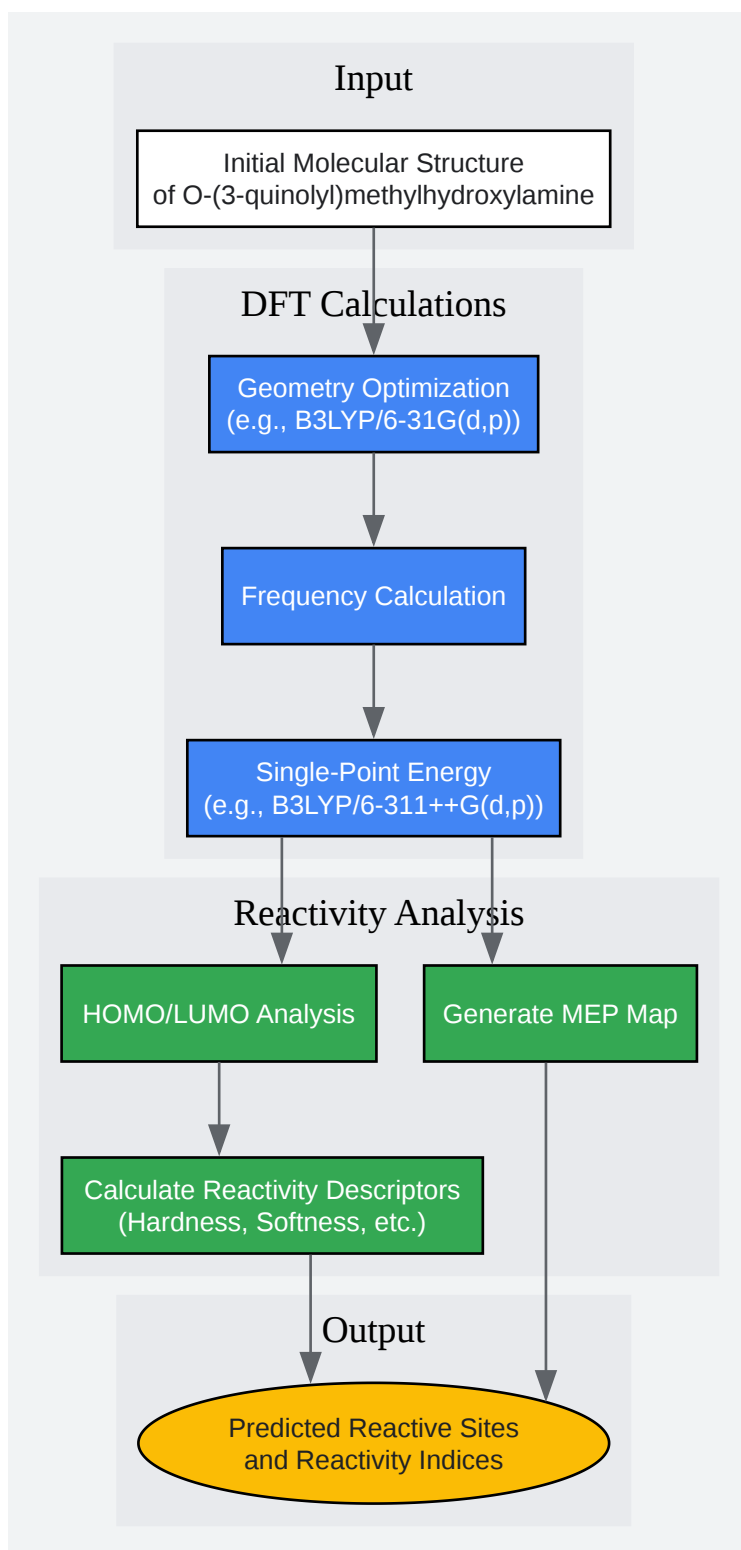 Input
Initial Molecular Structure
of O-(3-quinolyl)methylhydroxylamine
DFT Calculations
Geometry Optimization
(e.g., B3LYP/6-31G(d,p))
Frequency Calculation
Single-Point Energy
(e.g., B3LYP/6-311++G(d,p))
Reactivity Analysis
HOMO/LUMO Analysis
Generate MEP Map
Calculate Reactivity Descriptors
(Hardness, Softness, etc.)
Output
Predicted Reactive Sites
and Reactivity Indices